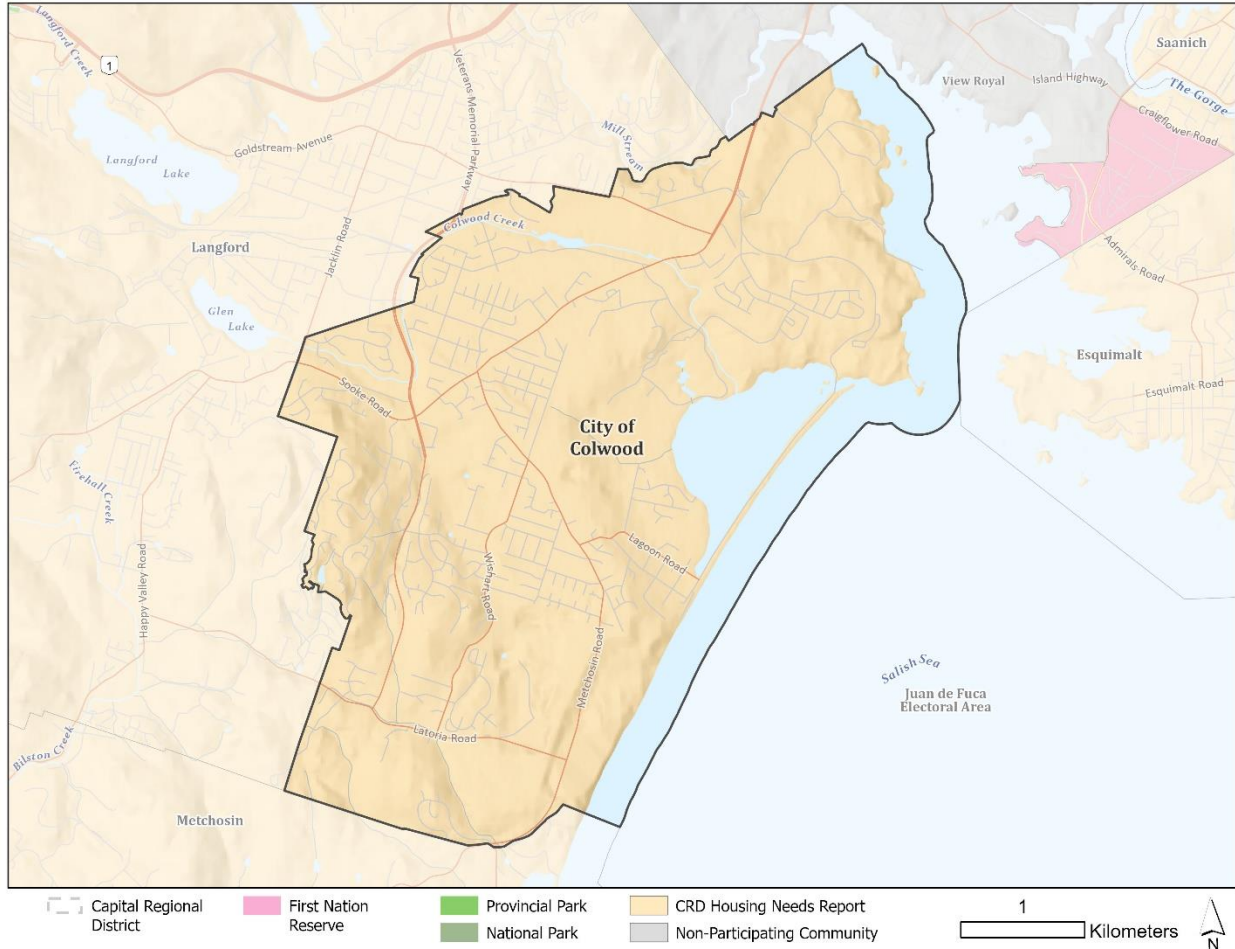 Langford Creek
1
Veterans Memorial Parkway
Saanich
View Royal
Island Highway
The Gorge
Craigflower Road
Mill Stream
Goldstream Avenue
Langford
Lake
Colwood Creek
Langford
Jacklin Road
Admirals Road
Glen
Lake
Esquimalt
Sooke Road
Esquimalt Road
City of
Colwood
Firehall Creek
Lagoon Road
Wishart Road
Happy Valley Road
Metchosin Road
Salish Sea
Juan de Fuca
Electoral Area
Latoria Road
Bilston Creek
Metchosin
Capital Regional
District
First Nation
Reserve
Provincial Park
National Park
CRD Housing Needs Report
Non-Participating Community
1
Kilometers
N